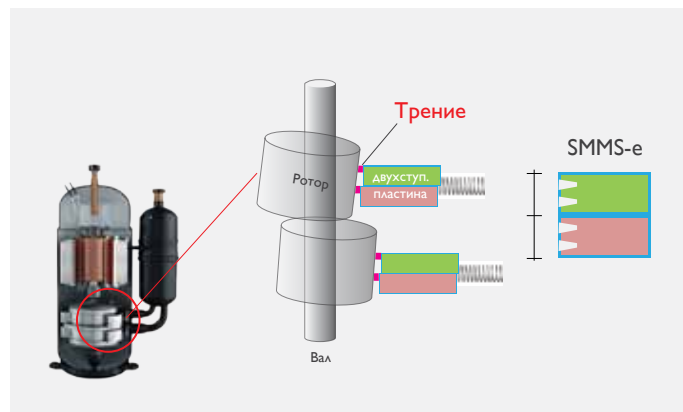 Трение
SMMS-e
Ротор
двухступ.
пластина
Вал